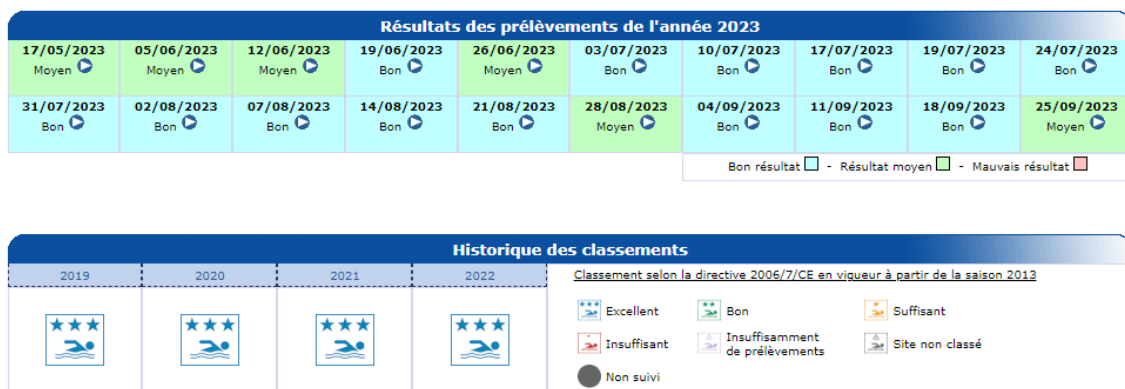 Résultats des prélèvements de l'année 2023
17/05/2023 05/06/2023 12/06/2023 19/06/2023 26/06/2023 03/07/2023 10/07/2023 17/07/2023 19/07/2023 24/07/2023
Moyen Moyen Moyen Bon Moyen Bon Bon Bon Bon Bon
31/07/2023 02/08/2023 07/08/2023 14/08/2023 21/08/2023 28/08/2023 04/09/2023 11/09/2023 18/09/2023 25/09/2023
Bon Bon Bon Bon Bon Moyen Bon Bon Bon Moyen
Bon résultat - Résultat moyen - Mauvais résultat
Historique des classements
2019 2020 2021 2022
Classement selon la directive 2006/7/CE en vigueur à partir de la saison 2013
Excellent Bon Suffisant
Insuffisant Insuffisamment de prélèvements Site non classé
Non suivi